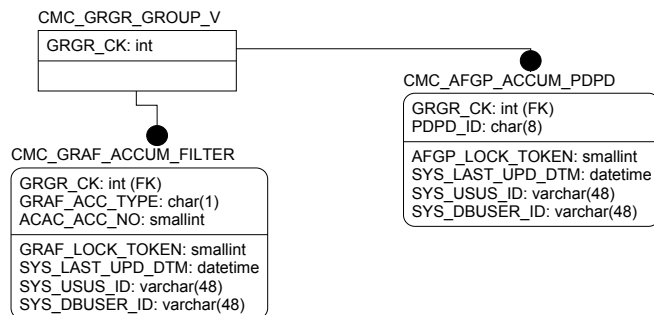 CMC_GRGR_GROUP_V
GRGR_CK: int
CMC_AFGP_ACCUM_PDPD
GRGR_CK: int (FK)
PDPD_ID: char(8)
AFGP_LOCK_TOKEN: smallint
SYS_LAST_UPD_DTM: datetime
SYS_USUS_ID: varchar(48)
SYS_DBUSER_ID: varchar(48)
CMC_GRAF_ACCUM_FILTER
GRGR_CK: int (FK)
GRAF_ACC_TYPE: char(1)
ACAC_ACC_NO: smallint
GRAF_LOCK_TOKEN: smallint
SYS_LAST_UPD_DTM: datetime
SYS_USUS_ID: varchar(48)
SYS_DBUSER_ID: varchar(48)